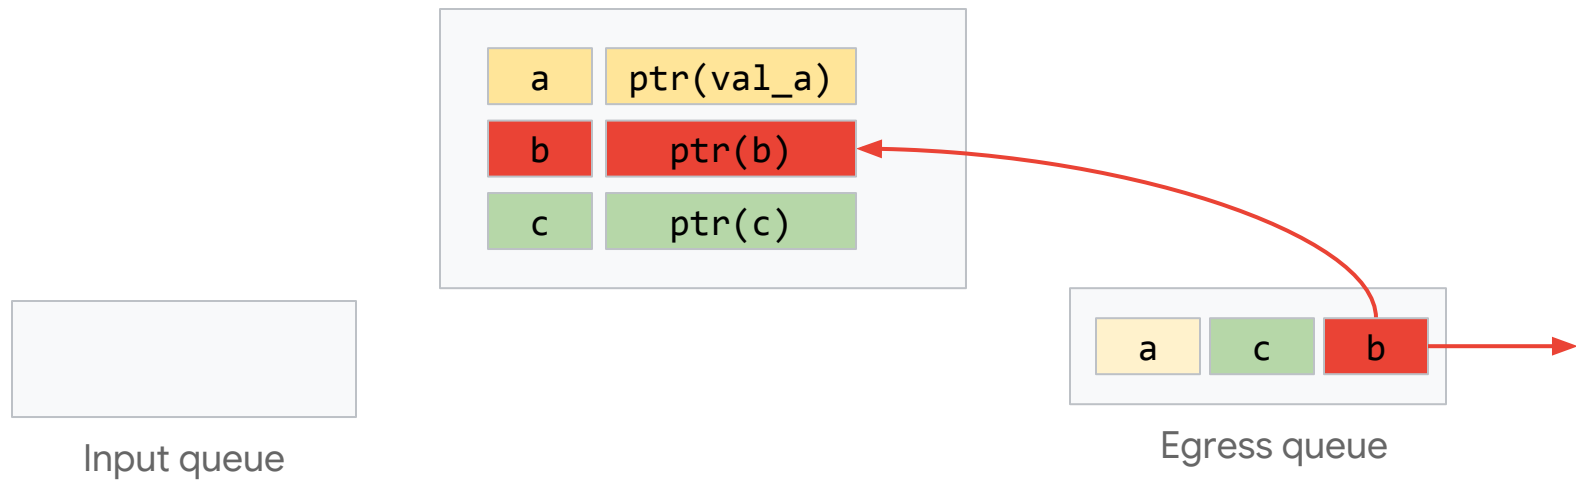 a ptr(val_a)
b ptr(b)
c ptr(c)
a c b
Input queue
Egress queue